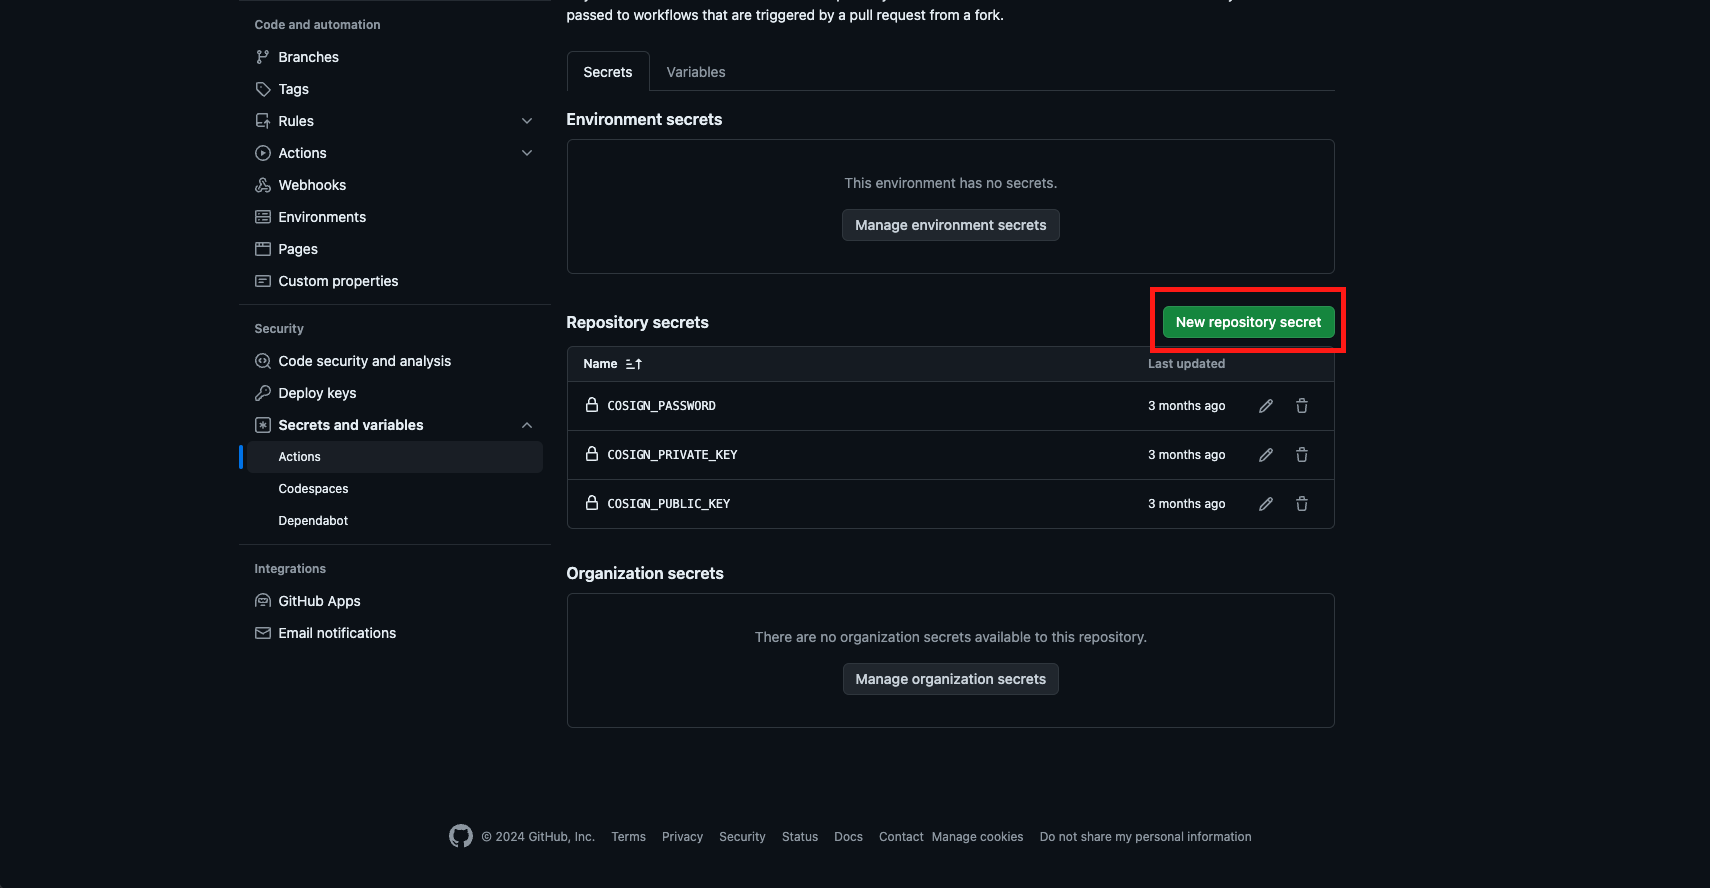 Code and automation
Branches
Tags
Rules
Actions
Webhooks
Environments
Pages
Custom properties
Security
Code security and analysis
Deploy keys
Secrets and variables
Actions
Codespaces
Dependabot
Integrations
GitHub Apps
Email notifications
passed to workflows that are triggered by a pull request from a fork.
Secrets Variables
Environment secrets
This environment has no secrets.
Manage environment secrets
Repository secrets New repository secret
Name Last updated
COSIGN_PASSWORD 3 months ago
COSIGN_PRIVATE_KEY 3 months ago
COSIGN_PUBLIC_KEY 3 months ago
Organization secrets
There are no organization secrets available to this repository.
Manage organization secrets
© 2024 GitHub, Inc. Terms Privacy Security Status Docs Contact Manage cookies Do not share my personal information